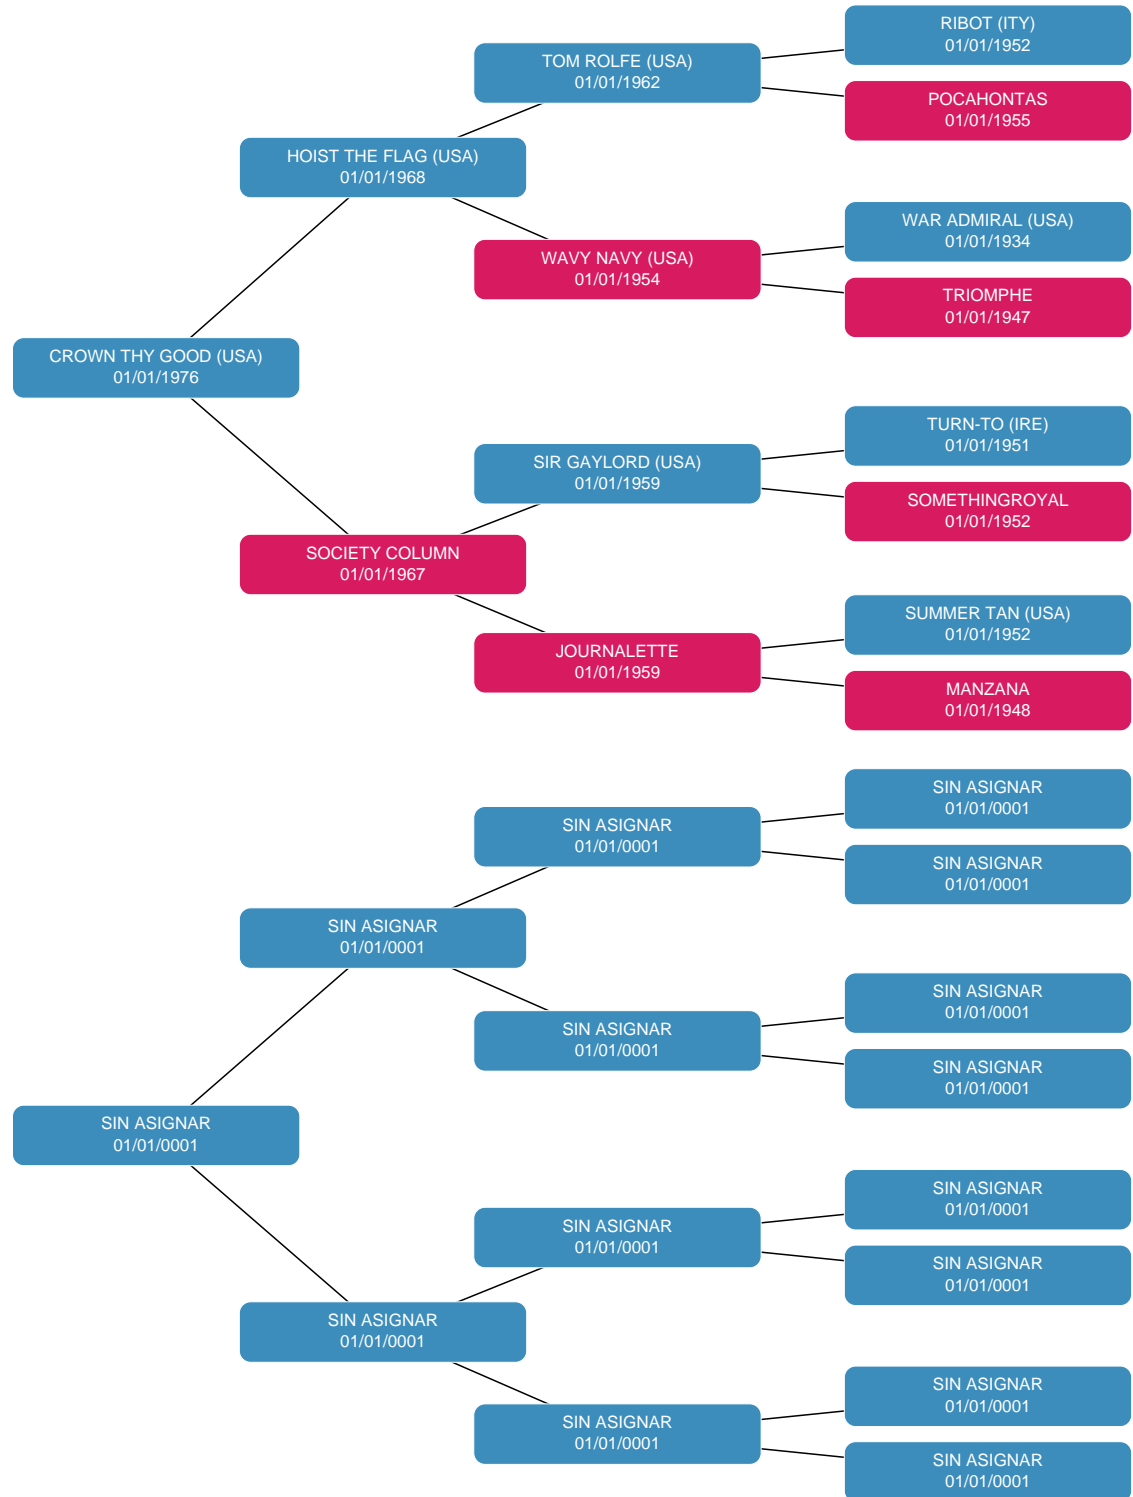 RIBOT (ITY)
01/01/1952
TOM ROLFE (USA)
01/01/1962
POCAHONTAS
01/01/1955
HOIST THE FLAG (USA)
01/01/1968
WAR ADMIRAL (USA)
01/01/1934
WAVY NAVY (USA)
01/01/1954
TRIOMPHE
01/01/1947
CROWN THY GOOD (USA)
01/01/1976
TURN-TO (IRE)
01/01/1951
SIR GAYLORD (USA)
01/01/1959
SOMETHINGROYAL
01/01/1952
SOCIETY COLUMN
01/01/1967
SUMMER TAN (USA)
01/01/1952
JOURNALETTE
01/01/1959
MANZANA
01/01/1948
SIN ASIGNAR
01/01/0001
SIN ASIGNAR
01/01/0001
SIN ASIGNAR
01/01/0001
SIN ASIGNAR
01/01/0001
SIN ASIGNAR
01/01/0001
SIN ASIGNAR
01/01/0001
SIN ASIGNAR
01/01/0001
SIN ASIGNAR
01/01/0001
SIN ASIGNAR
01/01/0001
SIN ASIGNAR
01/01/0001
SIN ASIGNAR
01/01/0001
SIN ASIGNAR
01/01/0001
SIN ASIGNAR
01/01/0001
SIN ASIGNAR
01/01/0001
SIN ASIGNAR
01/01/0001